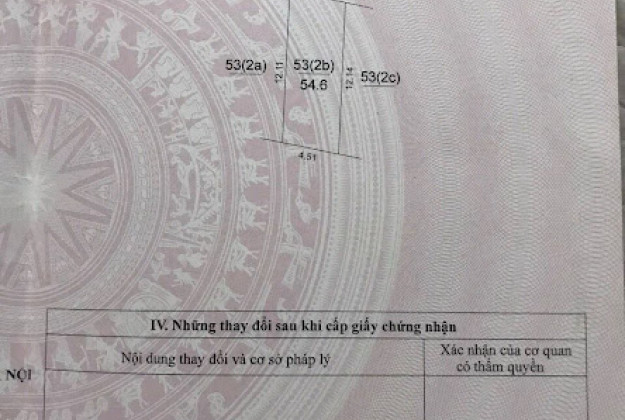 53(2a)
12.11
53(2b)
54.6
12.14
53(2c)
4.51
IV. Những thay đổi sau khi cấp giấy chứng nhận
Nội dung thay đổi và cơ sở pháp lý
Xác nhận của cơ quan
có thẩm quyền
NỘI